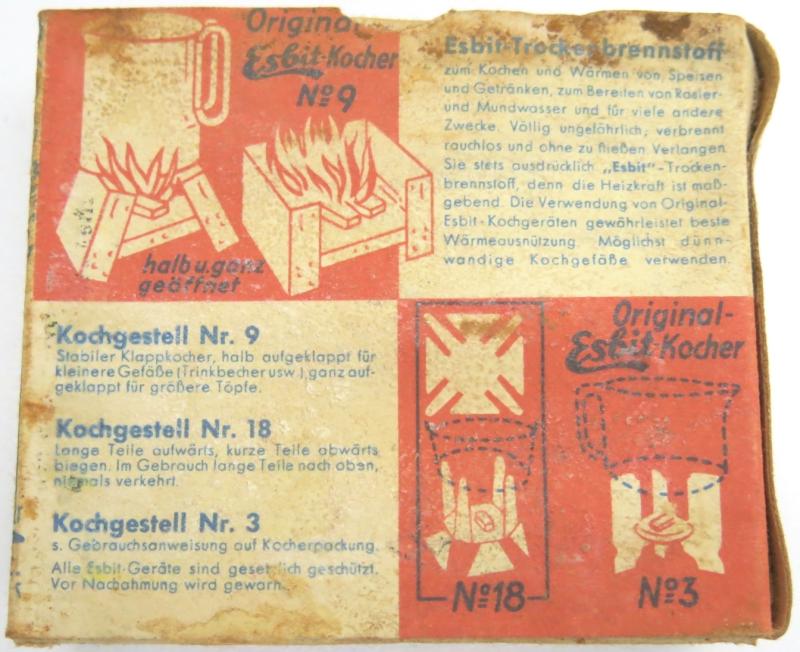 Original-
Esbit-Kocher
No 9
halb u. ganz
geöffnet
Esbit-Trockenbrennstoff
zum Kochen und Wärmen von Speisen
und Getränken, zum Bereiten von Rasier-
und Mundwasser und für viele andere
Zwecke. Völlig ungefährlich, verbrennt
rauchlos und ohne zu fließen. Verlangen
Sie stets ausdrücklich „Esbit"-Trocken-
brennstoff, denn die Heizkraft ist maß-
gebend. Die Verwendung von Original-
Esbit-Kochgeräten gewährleistet beste
Wärmeausnützung. Möglichst dünn-
wandige Kochgefäße verwenden.
Kochgestell Nr. 9
Stabiler Klappkocher, halb aufgeklappt für
kleinere Gefäße (Trinkbecher usw.) ganz auf-
geklappt für größere Töpfe.
Kochgestell Nr. 18
Lange Teile aufwärts, kurze Teile abwärts
biegen. Im Gebrauch lange Teile nach oben,
niemals verkehrt.
Kochgestell Nr. 3
s. Gebrauchsanweisung auf Kocherpackung.
Alle Esbit-Geräte sind gesetzlich geschützt.
Vor Nachahmung wird gewarnt.
Original-
Esbit-Kocher
No 18
No 3